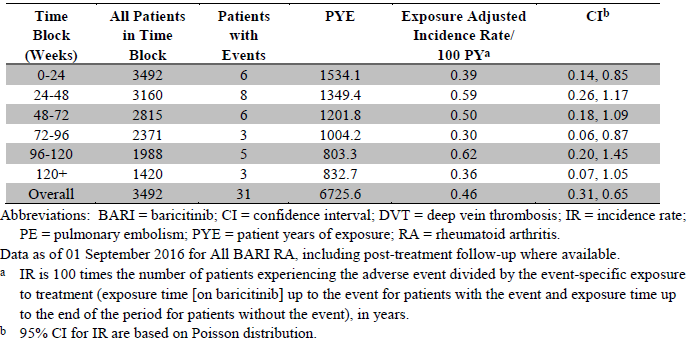 Time Block (Weeks) All Patients in Time Block Patients with Events PYE Exposure Adjusted Incidence Rate/ 100 PYa CIb
0-24 3492 6 1534.1 0.39 0.14, 0.85
24-48 3160 8 1349.4 0.59 0.26, 1.17
48-72 2815 6 1201.8 0.50 0.18, 1.09
72-96 2371 3 1004.2 0.30 0.06, 0.87
96-120 1988 5 803.3 0.62 0.20, 1.45
120+ 1420 3 832.7 0.36 0.07, 1.05
Overall 3492 31 6725.6 0.46 0.31, 0.65
Abbreviations: BARI = baricitinib; CI = confidence interval; DVT = deep vein thrombosis; IR = incidence rate;
PE = pulmonary embolism; PYE = patient years of exposure; RA = rheumatoid arthritis.
Data as of 01 September 2016 for All BARI RA, including post-treatment follow-up where available.
a IR is 100 times the number of patients experiencing the adverse event divided by the event-specific exposure
to treatment (exposure time [on baricitinib] up to the event for patients with the event and exposure time up
to the end of the period for patients without the event), in years.
b 95% CI for IR are based on Poisson distribution.